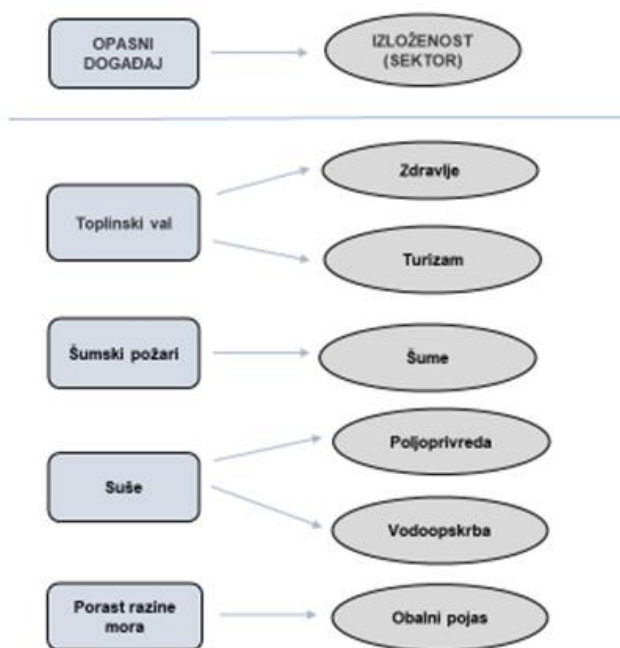 OPASNI
DOGAĐAJ
IZLOŽENOST
(SEKTOR)
Toplinski val
Zdravlje
Turizam
Šumski požari
Šume
Suše
Poljoprivreda
Vodoopskrba
Porast razine
mora
Obalni pojas